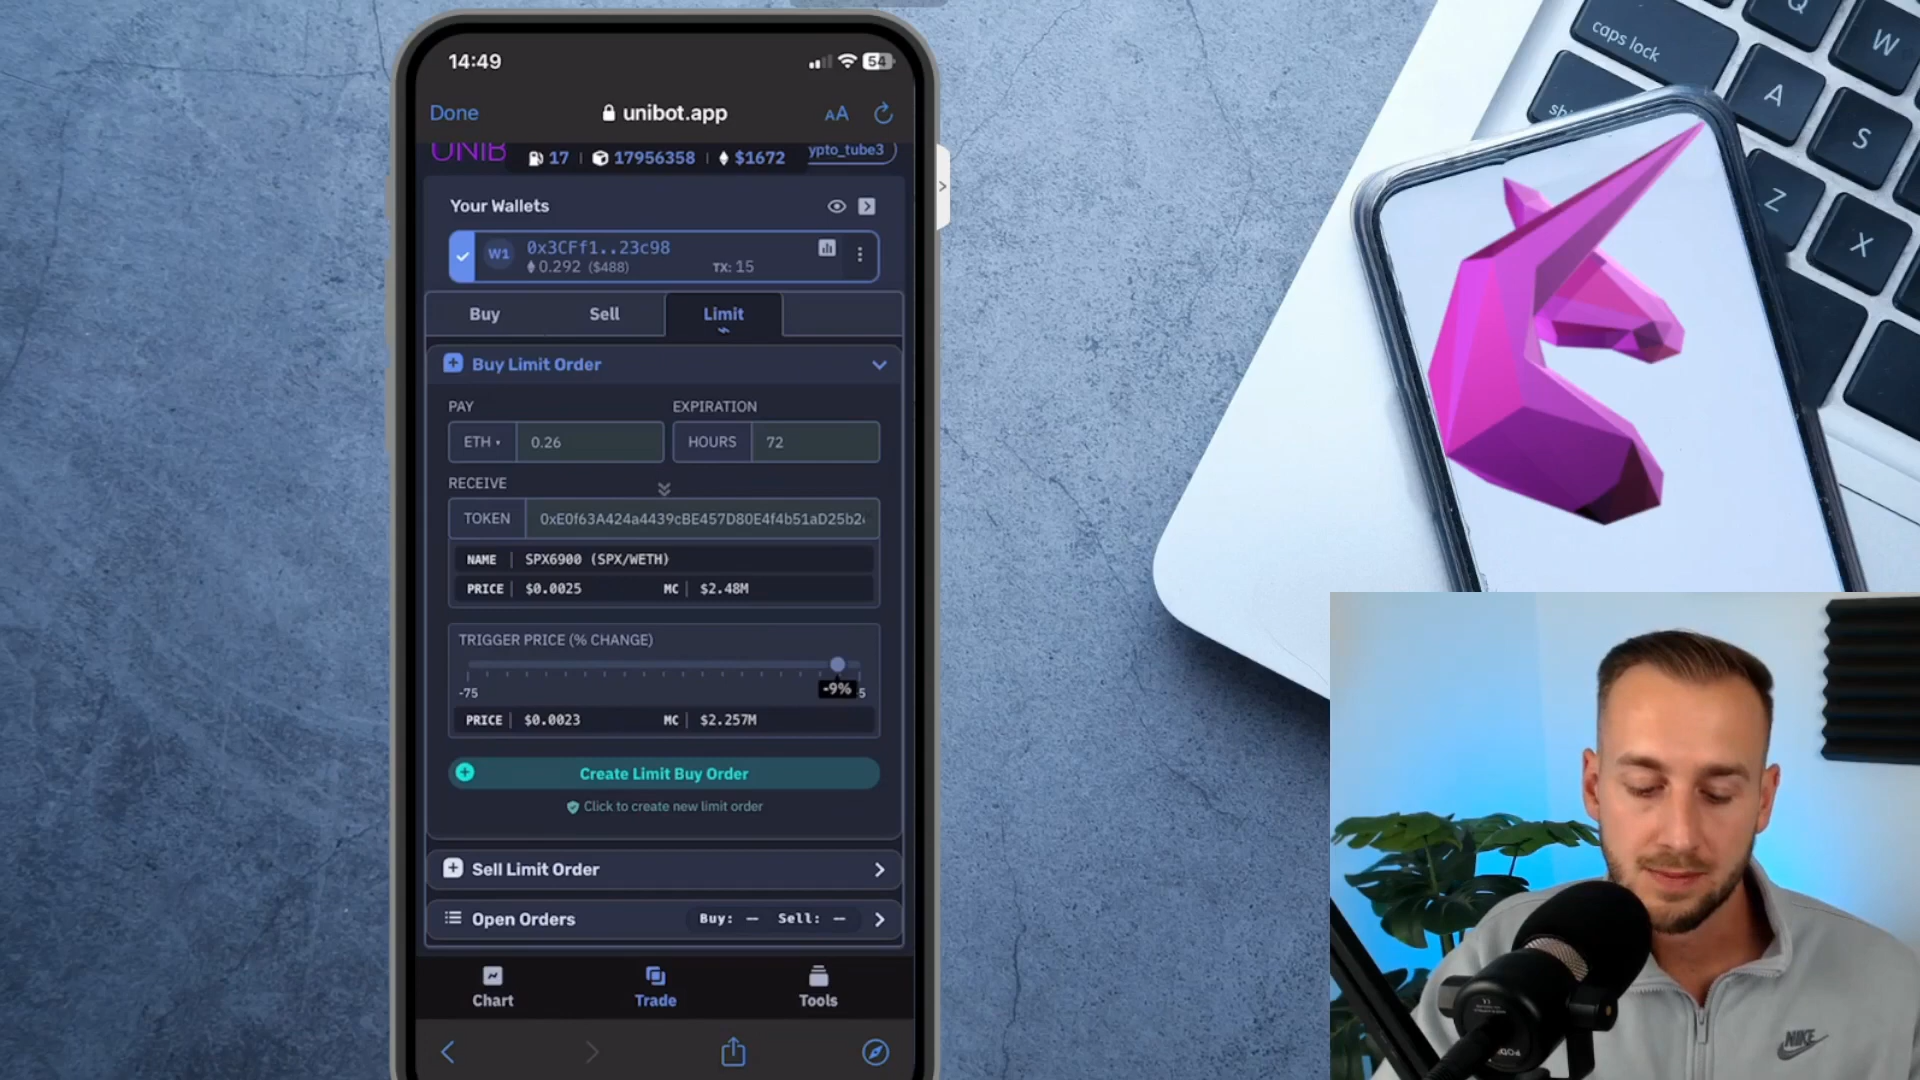 14:49
54
Done
unibot.app
AA
UNIB
17 | 17956358 | $1672
ypto_tube3
Your Wallets
W1
0x3CFf1..23c98
0.292 ($488)
TX: 15
Buy
Sell
Limit
Buy Limit Order
PAY
EXPIRATION
ETH
0.26
HOURS
72
RECEIVE
TOKEN
0xE0f63A424a4439cBE457D80E4f4b51aD25b2
NAME | SPX6900 (SPX/WETH)
PRICE | $0.0025
MC | $2.48M
TRIGGER PRICE (% CHANGE)
-75
-9%
5
PRICE | $0.0023
MC | $2.257M
Create Limit Buy Order
Click to create new limit order
Sell Limit Order
Open Orders
Buy: — Sell: —
Chart
Trade
Tools
caps lock
Q
W
A
S
Z
X
NIKE